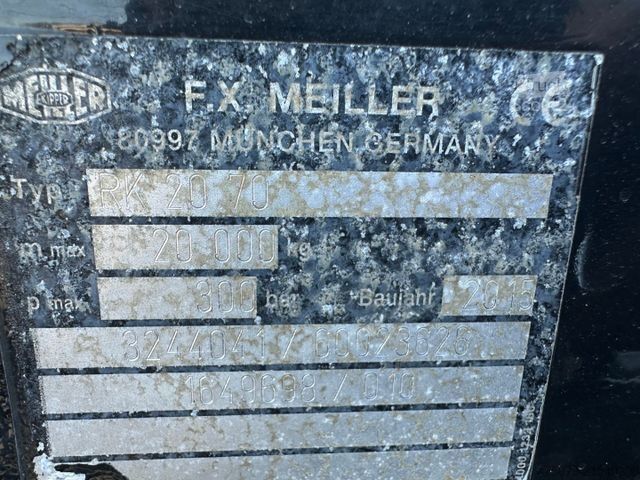 MEILLER
KIPPER
F.X. MEILLER
CE
80997 MÜNCHEN, GERMANY
Typ RK 20 70
m max 20 000 kg
p max 300 bar Baujahr 2015
3244041/60023626
1649698/010